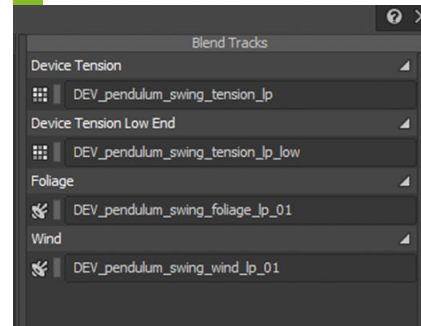 Blend Tracks
Device Tension
DEV_pendulum_swing_tension_lp
Device Tension Low End
DEV_pendulum_swing_tension_lp_low
Foliage
DEV_pendulum_swing_foliage_lp_01
Wind
DEV_pendulum_swing_wind_lp_01